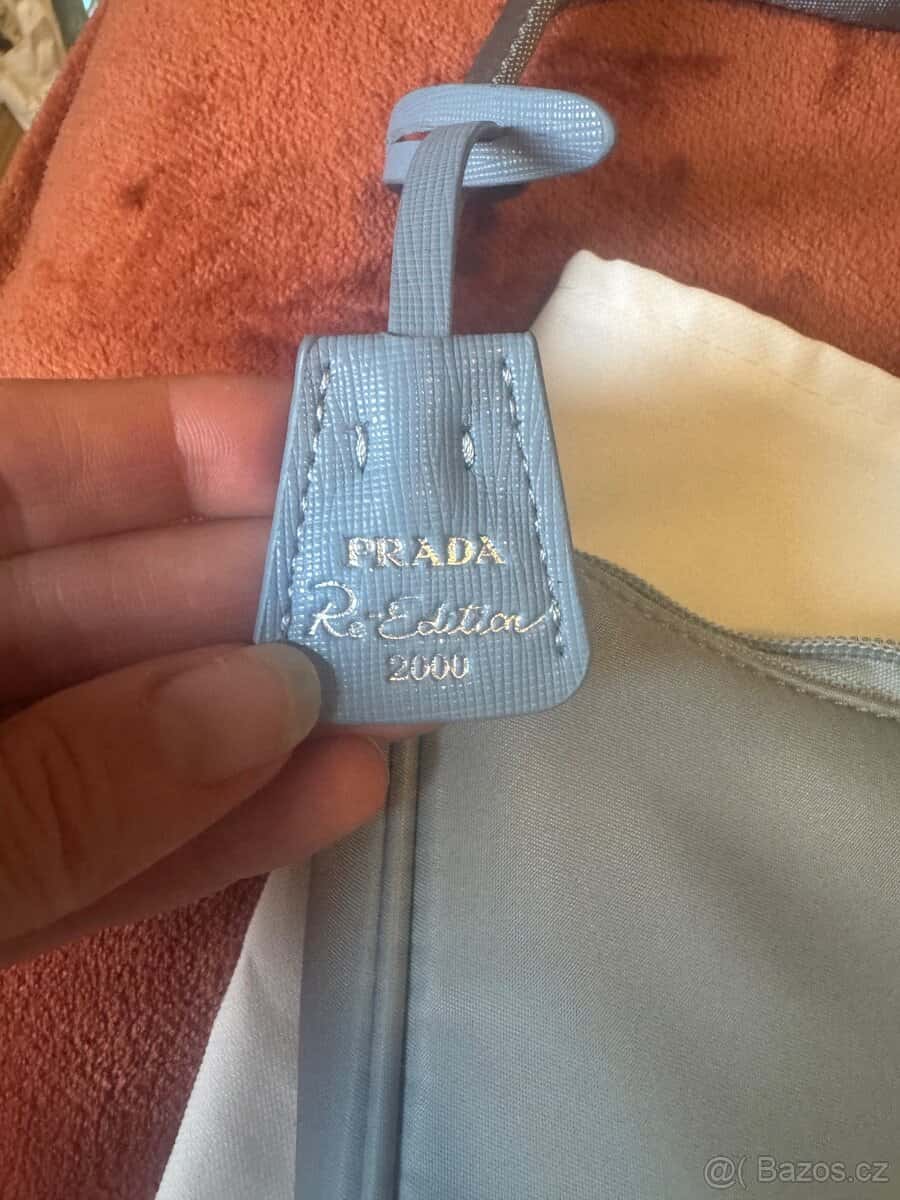 PRADA
Re-Edition
2000
@( Bazos.cz